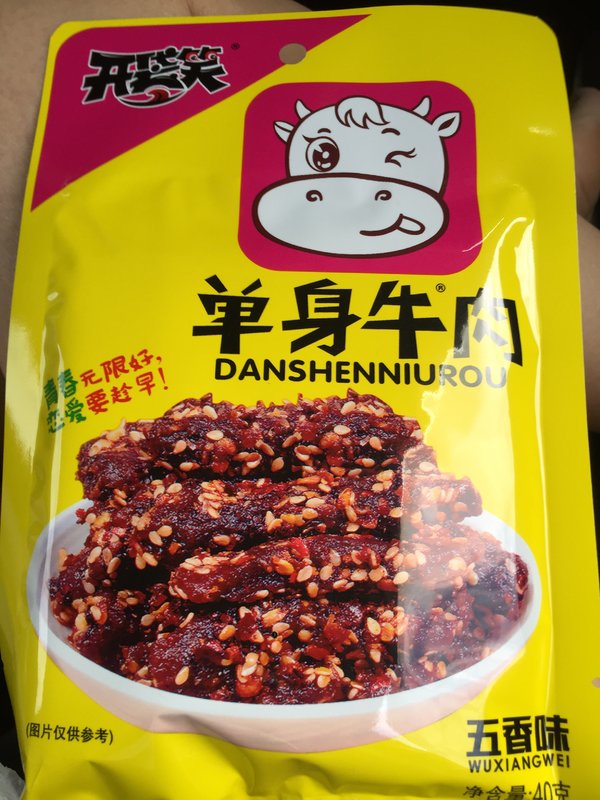 开袋笑®
单身牛®肉
DANSHENNIUROU
青春无限好,
恋爱要趁早!
(图片仅供参考)
五香味
WUXIANGWEI
净含量:40克